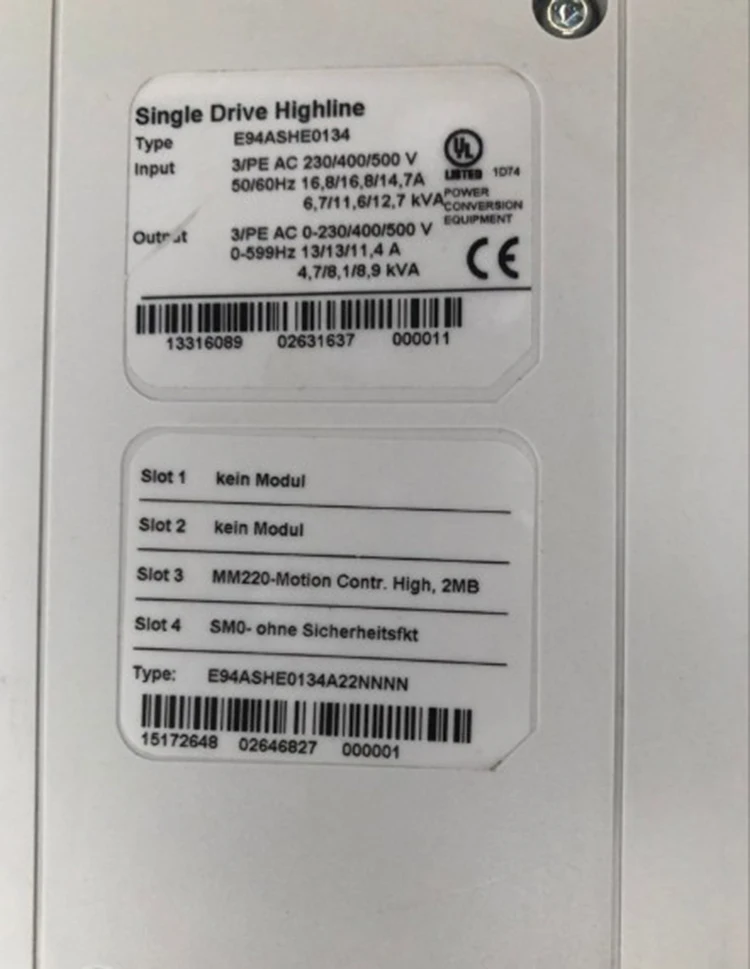 Single Drive Highline
Type E94ASHE0134
Input 3/PE AC 230/400/500 V
50/60Hz 16,8/16,8/14,7A
6,7/11,6/12,7 kVA
Output 3/PE AC 0-230/400/500 V
0-599Hz 13/13/11,4 A
4,7/8,1/8,9 kVA
UL
LISTED 1D74
POWER
CONVERSION
EQUIPMENT
CE
13316089 02631637 000011
Slot 1 kein Modul
Slot 2 kein Modul
Slot 3 MM220-Motion Contr. High, 2MB
Slot 4 SM0- ohne Sicherheitsfkt
Type: E94ASHE0134A22NNNN
15172648 02646827 000001